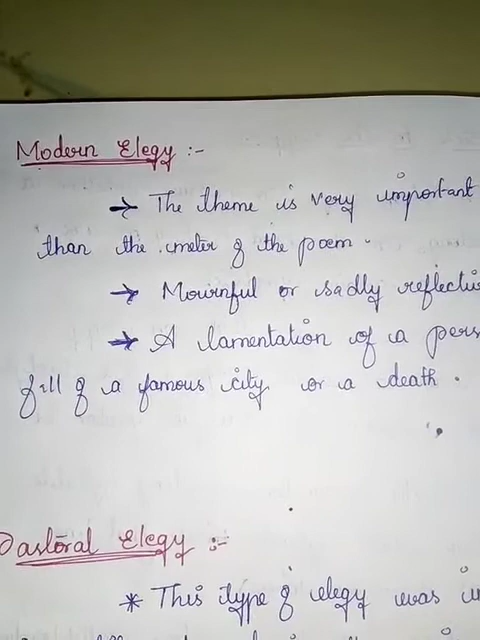 Modern Elegy :-
→ The theme is very important
than the meter of the poem.
→ Mournful or sadly reflecti
→ A lamentation of a pers
fill of a famous city or a death.
Pastoral Elegy :-
* This type of elegy was